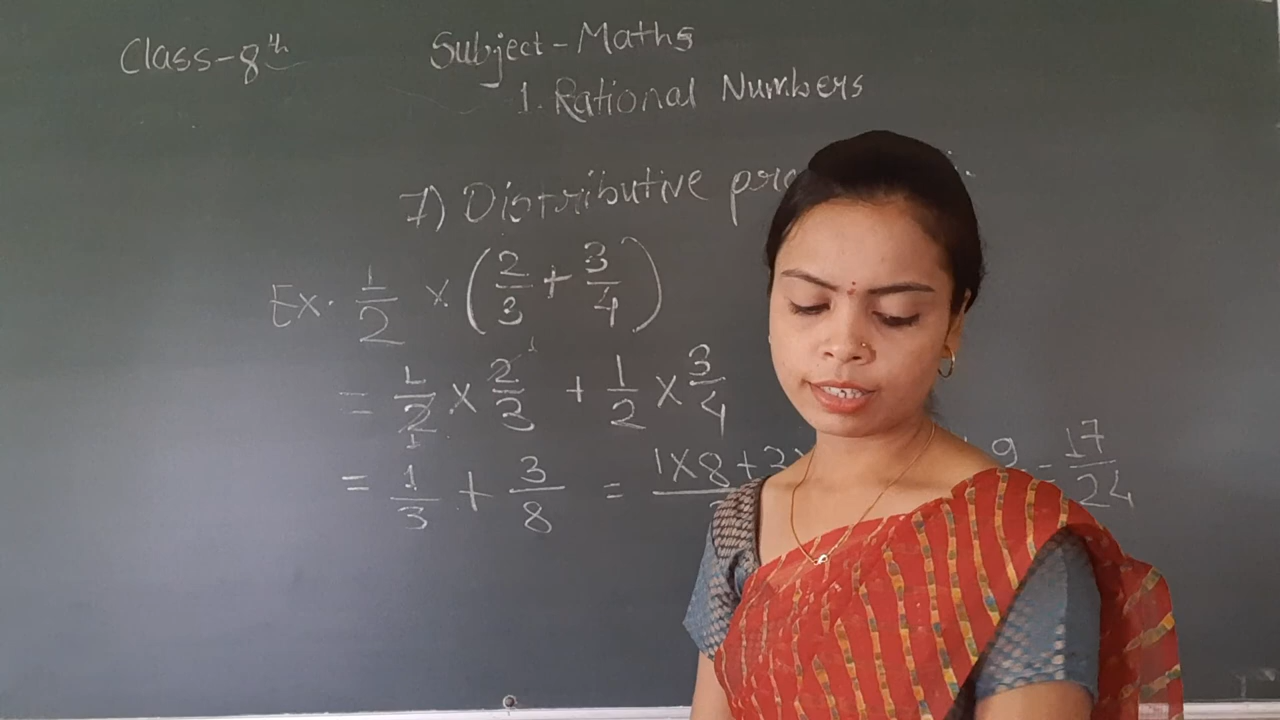 Class-8th
Subject-Maths
1. Rational Numbers
7) Distributive
Ex. 1/2 × (2/3 + 3/4)
= 1/2 × 2/3 + 1/2 × 3/4
= 1/3 + 3/8 = 1×8+3 9 = 17/24